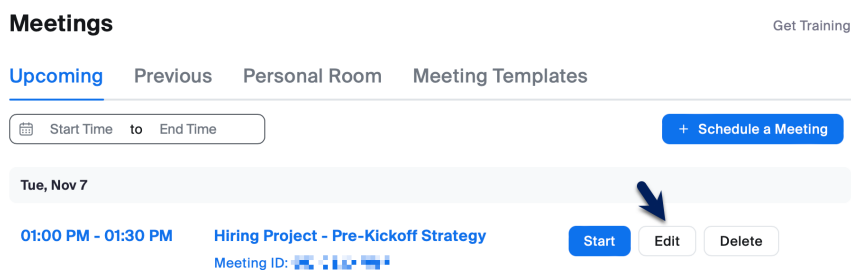 Meetings
Get Training
Upcoming Previous Personal Room Meeting Templates
Start Time to End Time
+ Schedule a Meeting
Tue, Nov 7
01:00 PM - 01:30 PM Hiring Project - Pre-Kickoff Strategy Start Edit Delete
Meeting ID: